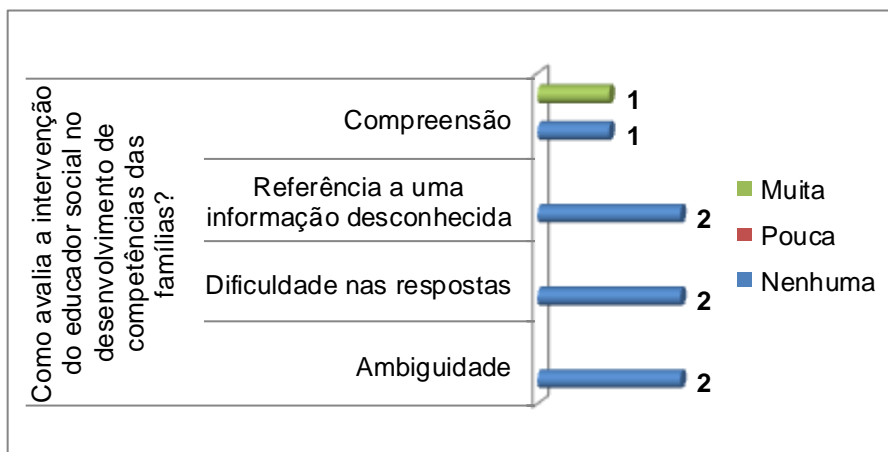 Como avalia a intervenção
do educador social no
desenvolvimento de
competências das
famílias?
Compreensão
1
1
Referência a uma
informação desconhecida
2
Dificuldade nas respostas
2
Ambiguidade
2
Muita
Pouca
Nenhuma